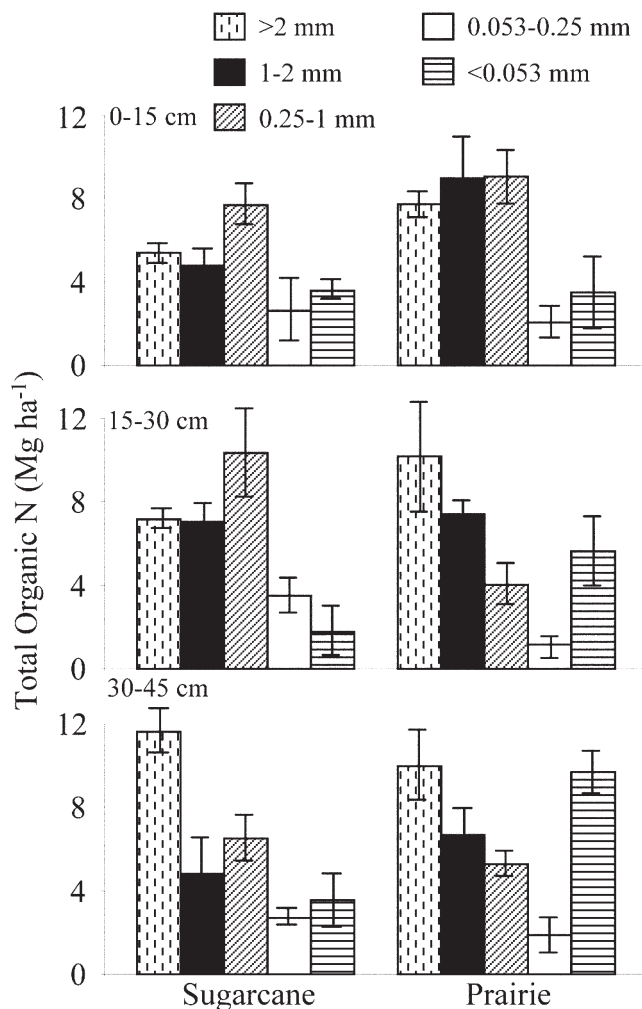 >2 mm
0.053-0.25 mm
1-2 mm
<0.053 mm
0.25-1 mm
Total Organic N (Mg ha⁻¹)
0-15 cm
12
8
4
0
15-30 cm
12
8
4
0
30-45 cm
12
8
4
0
Sugarcane
Prairie